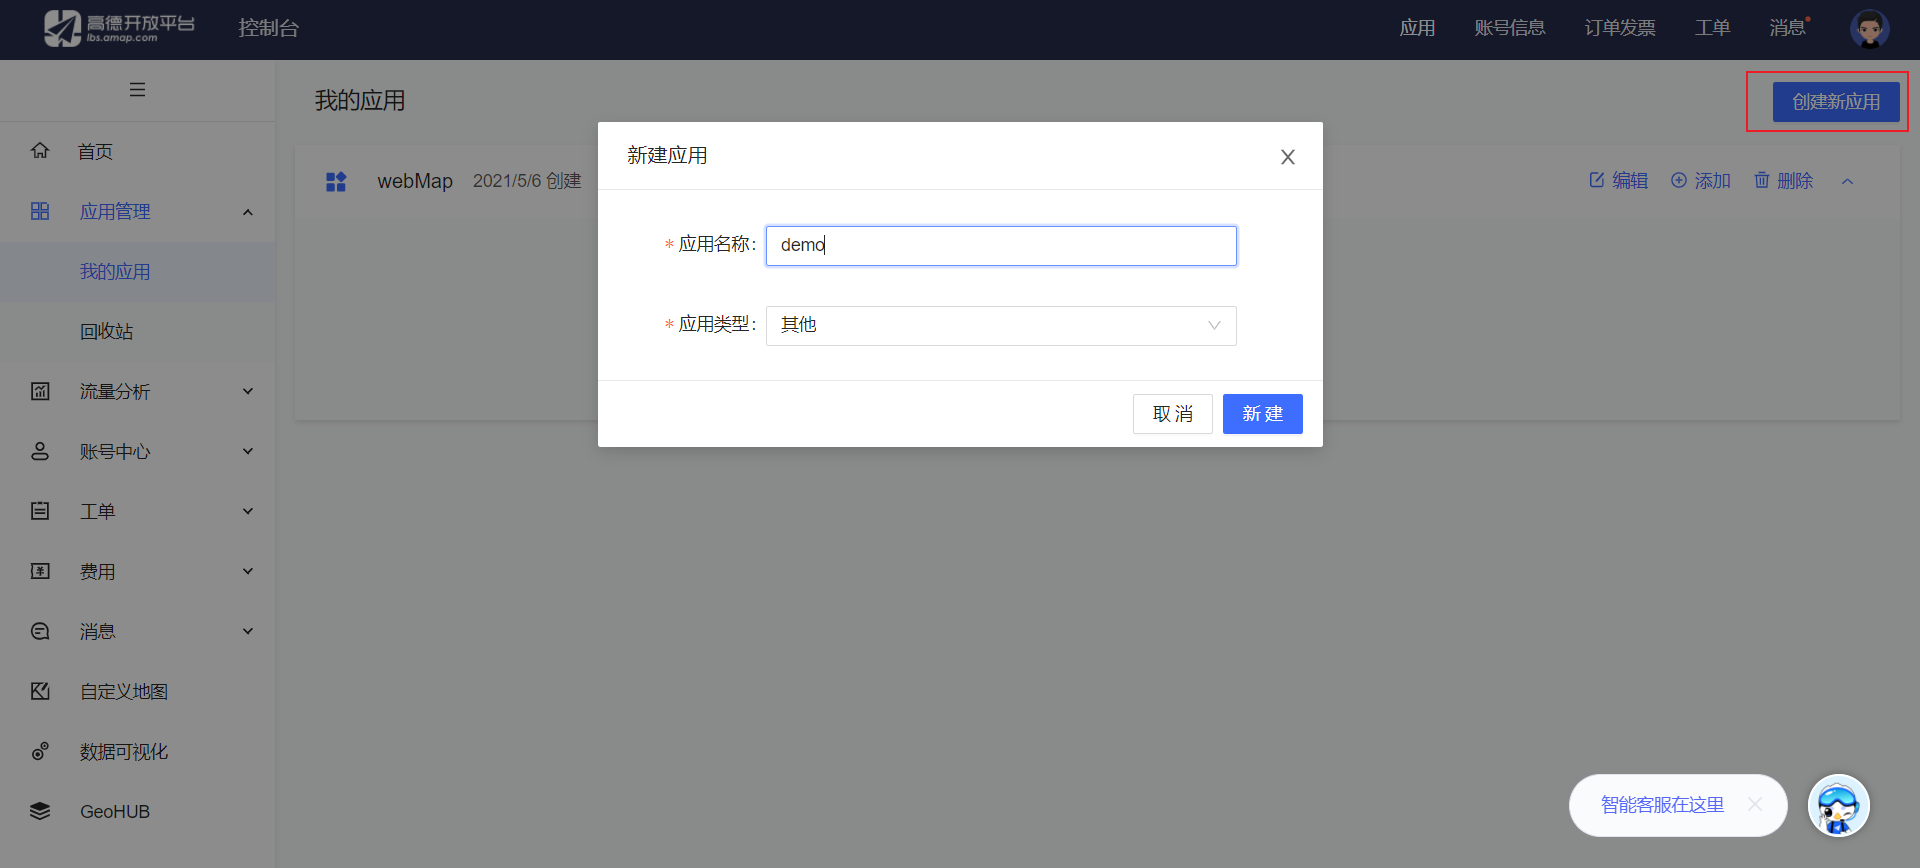 高德开放平台
lbs.amap.com
控制台
应用
账号信息
订单发票
工单
消息
我的应用
创建新应用
首页
应用管理
我的应用
回收站
流量分析
账号中心
工单
费用
消息
自定义地图
数据可视化
GeoHUB
webMap 2021/5/6 创建
编辑
添加
删除
新建应用
* 应用名称: demo
* 应用类型: 其他
取 消
新 建
智能客服在这里